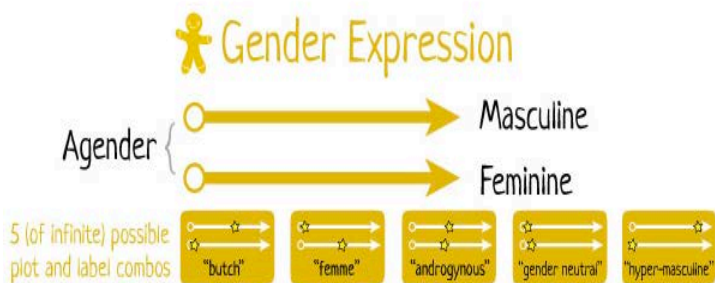 Gender Expression
Masculine
Agender
Feminine
5 (of infinite) possible
plot and label combos
"butch"
"femme"
"androgynous"
"gender neutral"
"hyper-masculine"